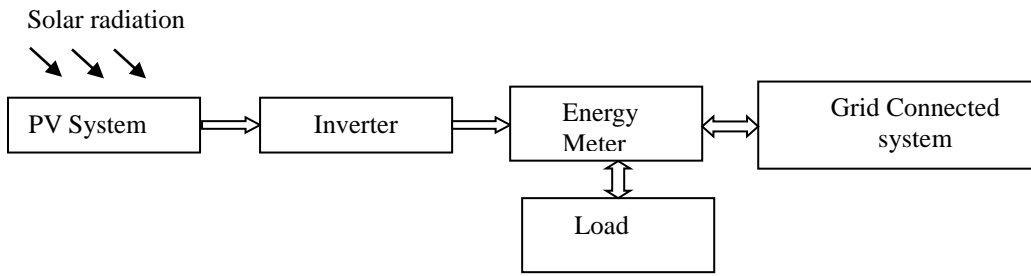 Solar radiation
PV System
Inverter
Energy
Meter
Grid Connected
system
Load